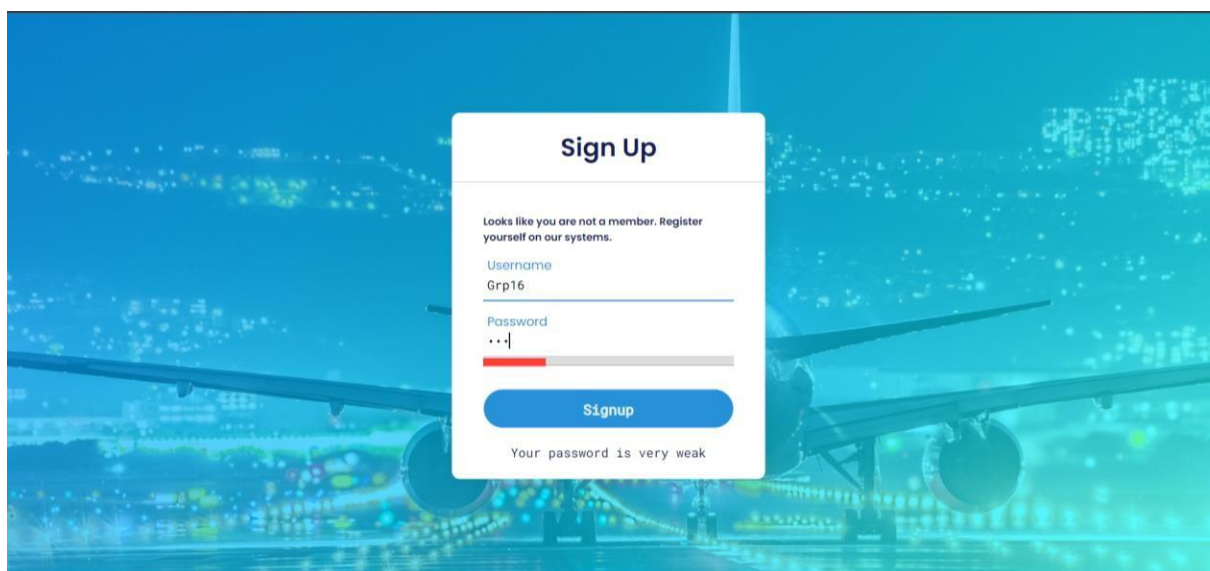 Sign Up
Looks like you are not a member. Register
yourself on our systems.
Username
Grp16
Password
•••
Signup
Your password is very weak